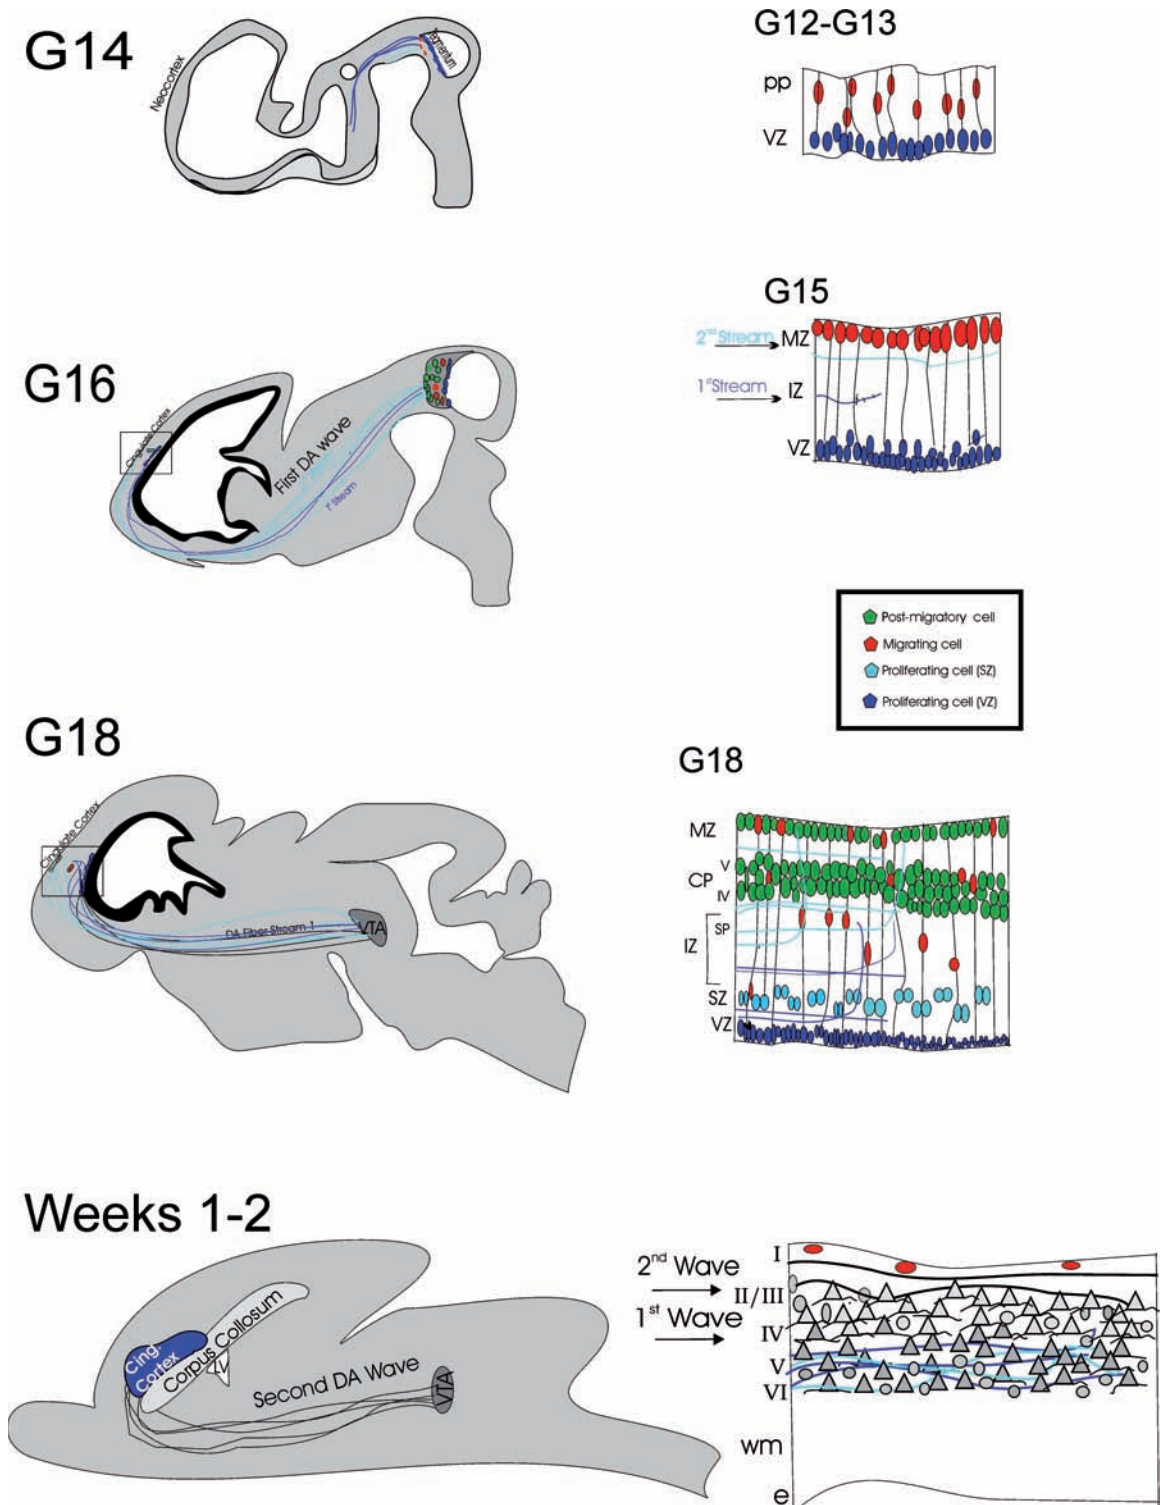 G14
Neocortex
Tegmentum
G12-G13
pp
VZ
G15
2nd Stream
MZ
1st Stream
IZ
VZ
G16
Cingulate Cortex
First DA wave
1st Stream
Post-migratory cell
Migrating cell
Proliferating cell (SZ)
Proliferating cell (VZ)
G18
Cingulate Cortex
DA Fiber-Stream 1
VTA
G18
MZ
V
CP
IV
SP
IZ
SZ
VZ
Weeks 1-2
Cing.
Cortex
Corpus Collosum
LV
Second DA Wave
VTA
I
2nd Wave
II/III
1st Wave
IV
V
VI
wm
e